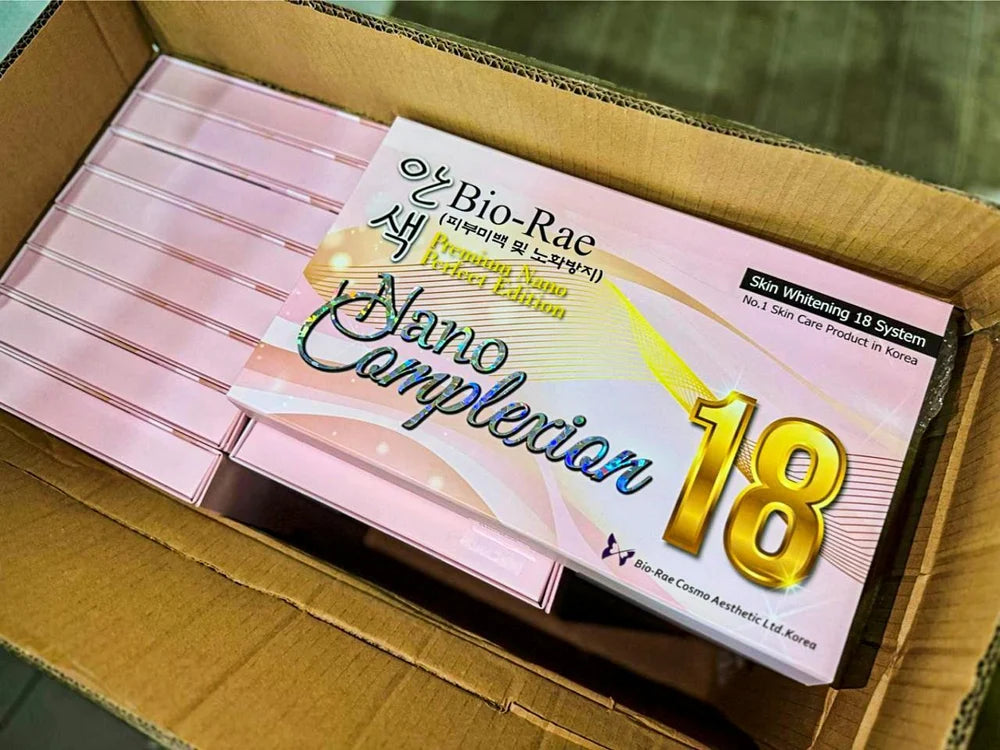 안색
Bio-Rae
(피부미백 및 노화방지)
Premium Nano
Perfect Edition
Nano
Complexion
Skin Whitening 18 System
No.1 Skin Care Product in Korea
18
Bio-Rae Cosmo Aesthetic Ltd.Korea